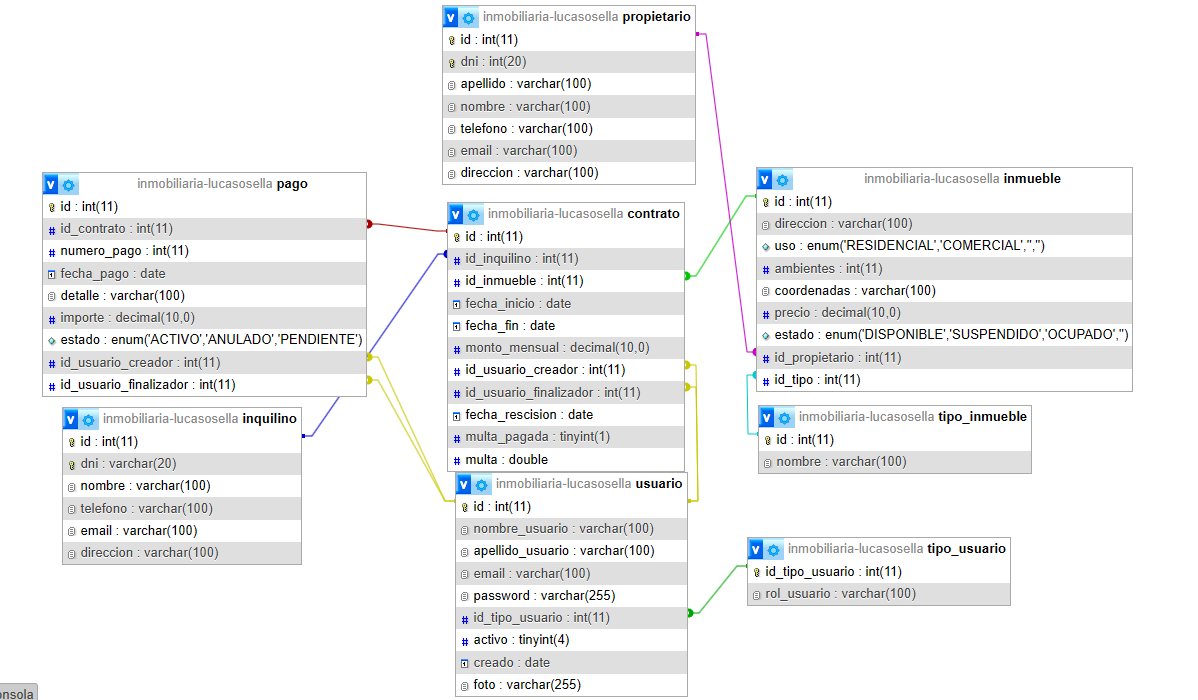 inmobiliaria-lucasosella propietario
id : int(11)
dni : int(20)
apellido : varchar(100)
nombre : varchar(100)
telefono : varchar(100)
email : varchar(100)
direccion : varchar(100)
inmobiliaria-lucasosella pago
id : int(11)
id_contrato : int(11)
numero_pago : int(11)
fecha_pago : date
detalle : varchar(100)
importe : decimal(10,0)
estado : enum('ACTIVO','ANULADO','PENDIENTE')
id_usuario_creador : int(11)
id_usuario_finalizador : int(11)
inmobiliaria-lucasosella contrato
id : int(11)
id_inquilino : int(11)
id_inmueble : int(11)
fecha_inicio : date
fecha_fin : date
monto_mensual : decimal(10,0)
id_usuario_creador : int(11)
id_usuario_finalizador : int(11)
fecha_rescision : date
multa_pagada : tinyint(1)
multa : double
inmobiliaria-lucasosella inmueble
id : int(11)
direccion : varchar(100)
uso : enum('RESIDENCIAL','COMERCIAL','','')
ambientes : int(11)
coordenadas : varchar(100)
precio : decimal(10,0)
estado : enum('DISPONIBLE','SUSPENDIDO','OCUPADO','')
id_propietario : int(11)
id_tipo : int(11)
inmobiliaria-lucasosella inquilino
id : int(11)
dni : varchar(20)
nombre : varchar(100)
telefono : varchar(100)
email : varchar(100)
direccion : varchar(100)
inmobiliaria-lucasosella tipo_inmueble
id : int(11)
nombre : varchar(100)
inmobiliaria-lucasosella usuario
id : int(11)
nombre_usuario : varchar(100)
apellido_usuario : varchar(100)
email : varchar(100)
password : varchar(255)
id_tipo_usuario : int(11)
activo : tinyint(4)
creado : date
foto : varchar(255)
inmobiliaria-lucasosella tipo_usuario
id_tipo_usuario : int(11)
rol_usuario : varchar(100)
onsola